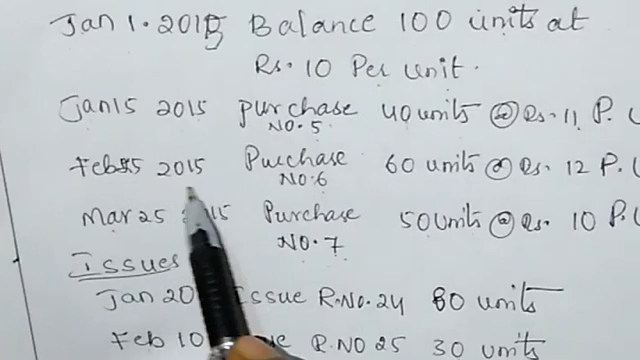 Jan 1. 2015 Balance 100 units at
Rs. 10 Per unit.
Jan 15 2015 purchase 40 units @ Rs. 11 P.
No. 5
Feb 5 2015 Purchase 60 units @ Rs. 12 P.
No. 6
Mar 25 2015 Purchase 50 Units @ Rs. 10 P.
No. 7
Issues
Jan 20 Issue R.No. 24 80 units
Feb 10 R.No 25 30 units